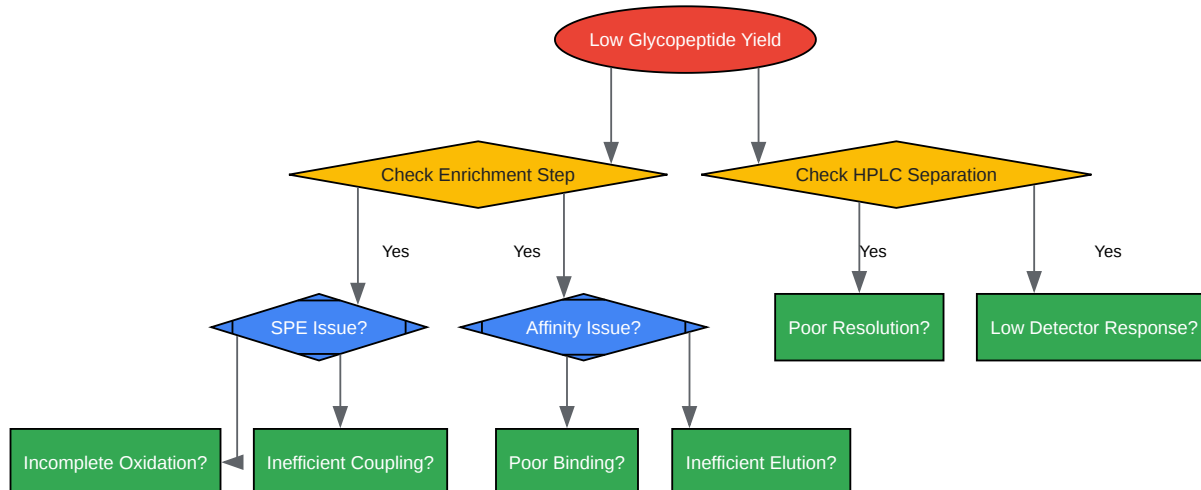 Low Glycopeptide Yield
Check Enrichment Step
Check HPLC Separation
Yes
Yes
Yes
Yes
SPE Issue?
Affinity Issue?
Poor Resolution?
Low Detector Response?
Incomplete Oxidation?
Inefficient Coupling?
Poor Binding?
Inefficient Elution?